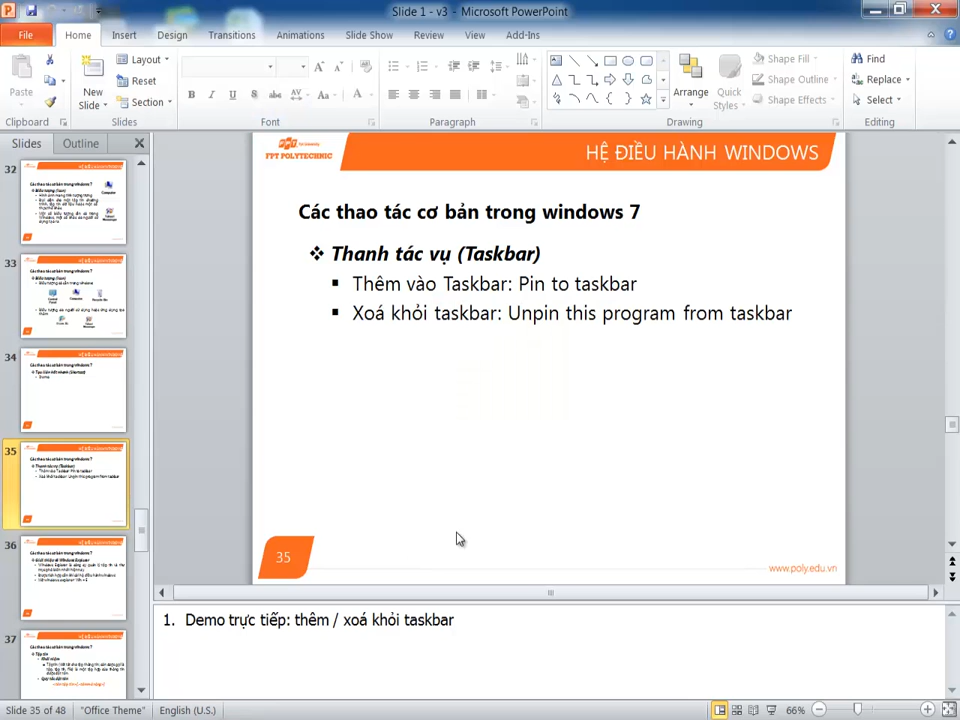 Slide 1 - v3 - Microsoft PowerPoint
File Home Insert Design Transitions Animations Slide Show Review View Add-Ins
Paste
New Slide
Layout
Reset
Section
B I U S abc AV Aa A
Arrange
Quick Styles
Shape Fill
Shape Outline
Shape Effects
Find
Replace
Select
Clipboard Slides Font Paragraph Drawing Editing
Slides Outline
32
33
34
35
36
37
FPT POLYTECHNIC
HỆ ĐIỀU HÀNH WINDOWS
Các thao tác cơ bản trong windows 7
Thanh tác vụ (Taskbar)
Thêm vào Taskbar: Pin to taskbar
Xoá khỏi taskbar: Unpin this program from taskbar
35
www.poly.edu.vn
1. Demo trực tiếp: thêm / xoá khỏi taskbar
Slide 35 of 48 "Office Theme" English (U.S.) 66%